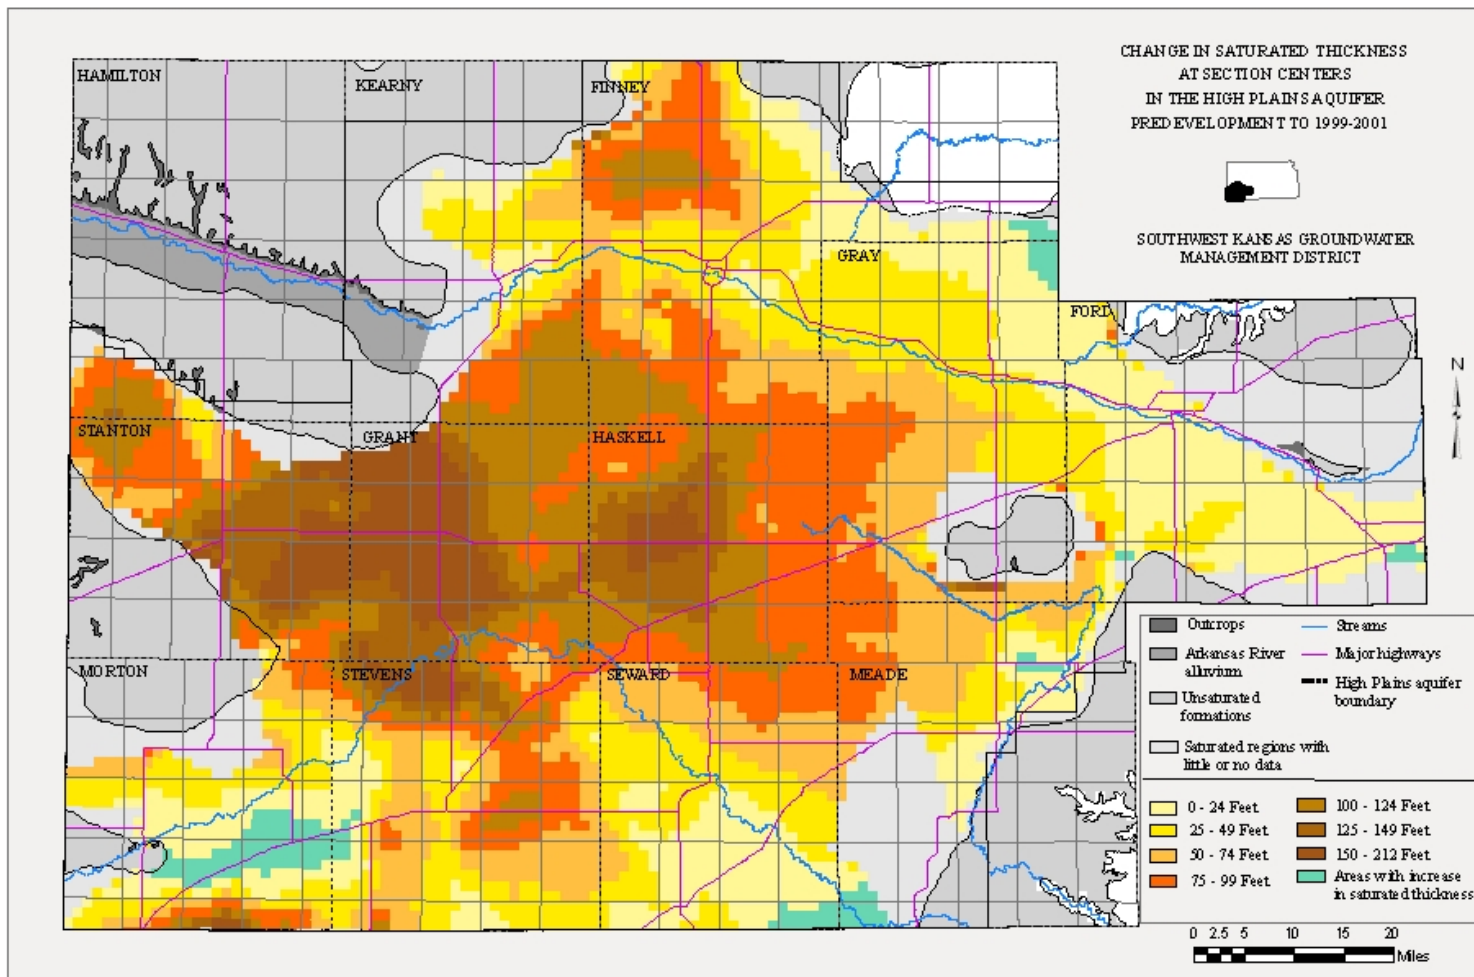 CHANGE IN SATURATED THICKNESS
AT SECTION CENTERS
IN THE HIGH PLAINS AQUIFER
PREDEVELOPMENT TO 1999-2001
SOUTHWEST KANSAS GROUNDWATER
MANAGEMENT DISTRICT
HAMILTON
KEARNY
FINNEY
GRAY
FORD
STANTON
GRANT
HASKELL
MORTON
STEVENS
SEWARD
MEADE
N
Outcrops
Arkansas River
alluvium
Unsaturated
formations
Saturated regions with
little or no data
Streams
Major highways
High Plains aquifer
boundary
0 - 24 Feet
25 - 49 Feet
50 - 74 Feet
75 - 99 Feet
100 - 124 Feet
125 - 149 Feet
150 - 212 Feet
Areas with increase
in saturated thickness
0 2.5 5 10 15 20
Miles